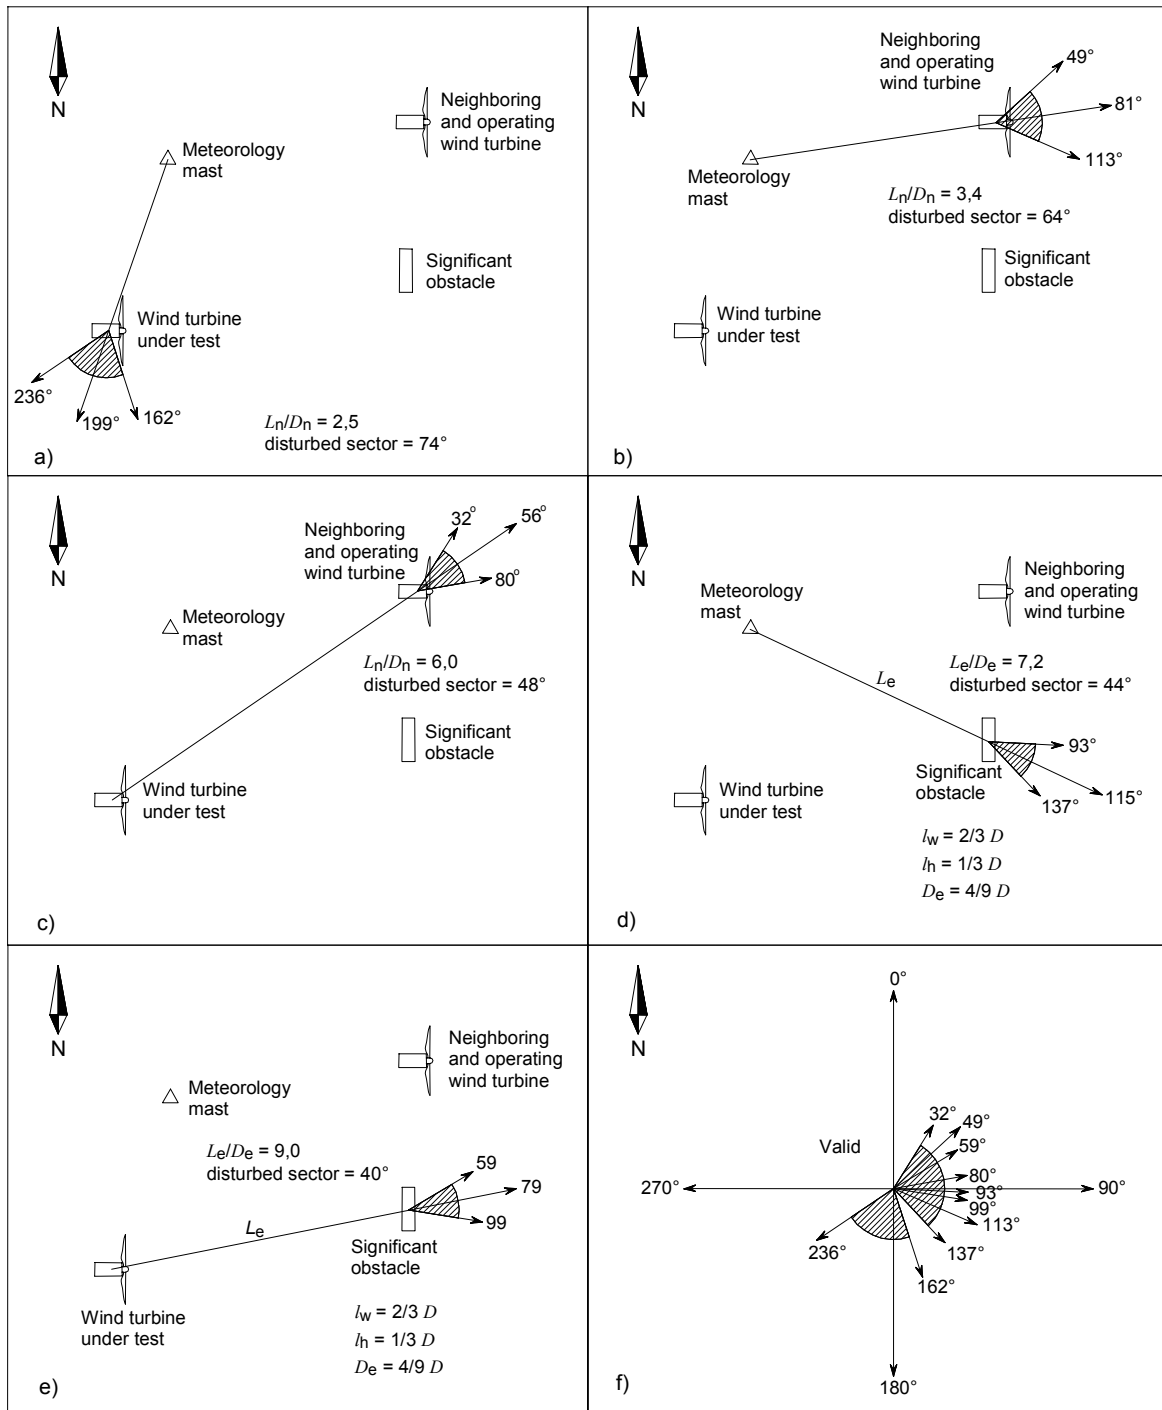 N
Meteorology
mast
Neighboring
and operating
wind turbine
Significant
obstacle
Wind turbine
under test
236°
199°
162°
Ln/Dn = 2,5
disturbed sector = 74°
a)
N
Neighboring
and operating
wind turbine
49°
81°
113°
Meteorology
mast
Ln/Dn = 3,4
disturbed sector = 64°
Significant
obstacle
Wind turbine
under test
b)
N
Neighboring
and operating
wind turbine
32°
56°
80°
Meteorology
mast
Ln/Dn = 6,0
disturbed sector = 48°
Significant
obstacle
Wind turbine
under test
c)
N
Meteorology
mast
Neighboring
and operating
wind turbine
Le/De = 7,2
disturbed sector = 44°
Le
93°
115°
137°
Significant
obstacle
Wind turbine
under test
lw = 2/3 D
lh = 1/3 D
De = 4/9 D
d)
N
Neighboring
and operating
wind turbine
Meteorology
mast
Le/De = 9,0
disturbed sector = 40°
59
79
99
Le
Significant
obstacle
Wind turbine
under test
lw = 2/3 D
lh = 1/3 D
De = 4/9 D
e)
N
0°
Valid
32°
49°
59°
80°
93°
99°
113°
270°
90°
236°
137°
162°
180°
f)